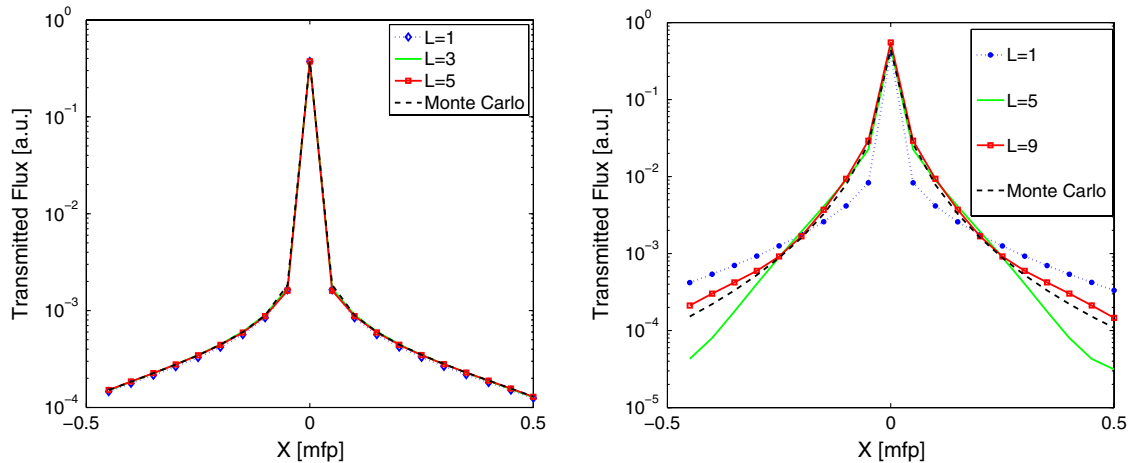 10^0
10^-1
10^-2
10^-3
10^-4
Transmitted Flux [a.u.]
−0.5
0
0.5
X [mfp]
L=1
L=3
L=5
Monte Carlo
10^0
10^-1
10^-2
10^-3
10^-4
10^-5
Transmitted Flux [a.u.]
−0.5
0
0.5
X [mfp]
L=1
L=5
L=9
Monte Carlo